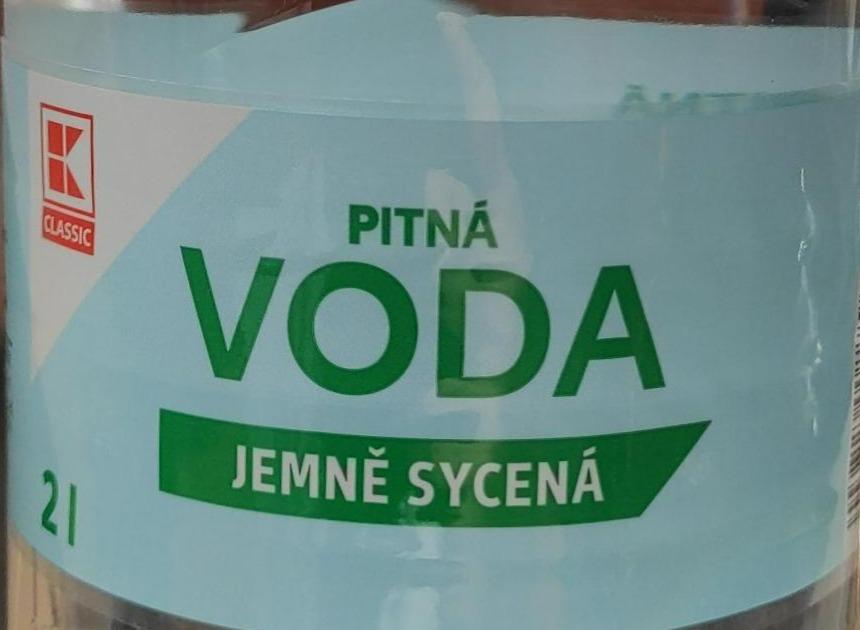 K
CLASSIC
PITNÁ
VODA
JEMNĚ SYCENÁ
2 l